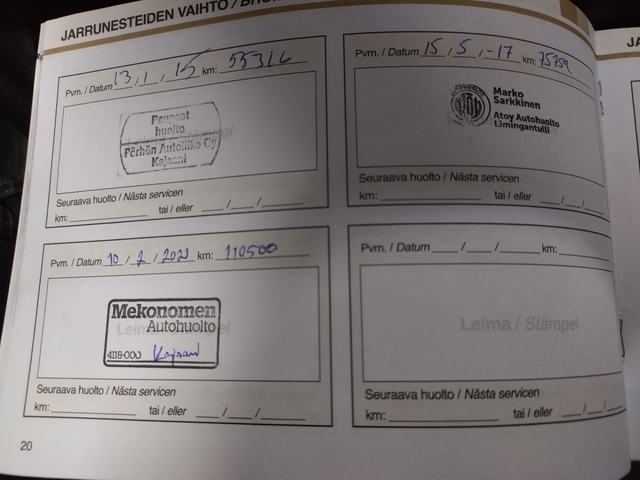 JARRUNESTEIDEN VAIHTO /
Pvm. / Datum 13 / 1 / 15 km: 55316
Peugeot
huolto
Pörhön Autoliike Oy
Kajaani
Seuraava huolto / Nästa servicen
km: tai / eller / /
Pvm. / Datum 15 / 5 / -17 km: 75759
Marko
Sarkkinen
Atoy Autohuolto
Limingantulli
Seuraava huolto / Nästa servicen
km: tai / eller / /
Pvm. / Datum 10 / 2 / 2021 km: 110500
Mekonomen
Autohuolto
4118-000 Kajaani
Seuraava huolto / Nästa servicen
km: tai / eller / /
Pvm. / Datum / / km:
Leima / Stämpel
Seuraava huolto / Nästa servicen
km: tai / eller / /
20